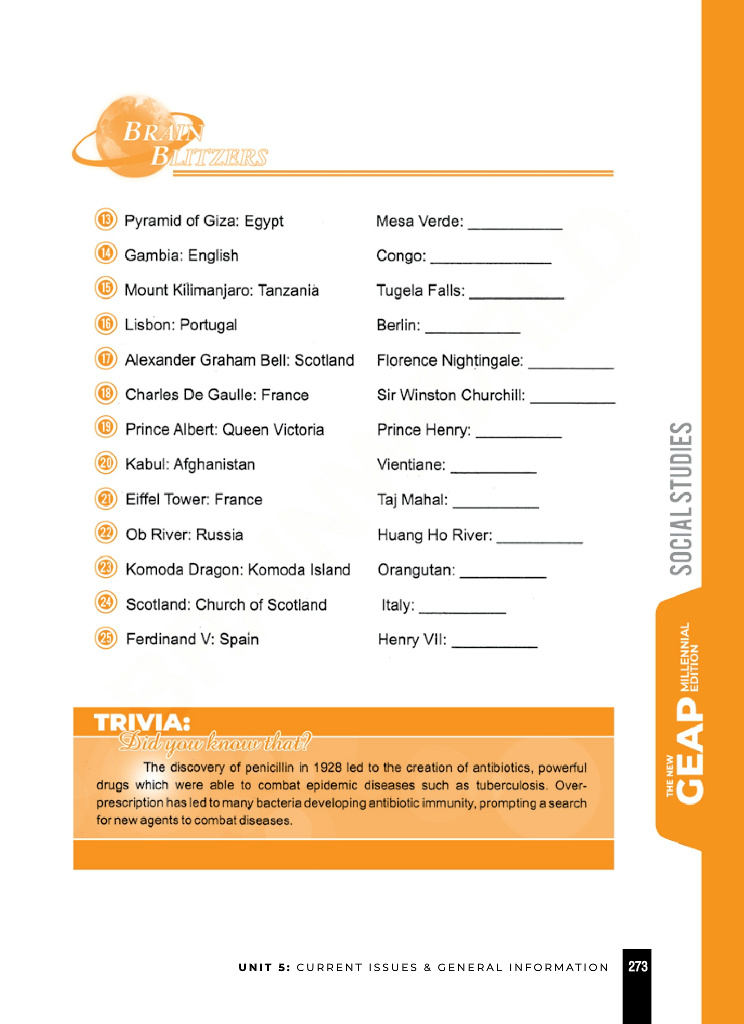 BRAIN
BLITZERS
13 Pyramid of Giza: Egypt Mesa Verde: ___________
14 Gambia: English Congo: ______________
15 Mount Kilimanjaro: Tanzania Tugela Falls: ___________
16 Lisbon: Portugal Berlin: ___________
17 Alexander Graham Bell: Scotland Florence Nightingale: __________
18 Charles De Gaulle: France Sir Winston Churchill: __________
19 Prince Albert: Queen Victoria Prince Henry: __________
20 Kabul: Afghanistan Vientiane: __________
21 Eiffel Tower: France Taj Mahal: __________
22 Ob River: Russia Huang Ho River: __________
23 Komoda Dragon: Komoda Island Orangutan: __________
24 Scotland: Church of Scotland Italy: __________
25 Ferdinand V: Spain Henry VII: __________
TRIVIA:
Did you know that?
The discovery of penicillin in 1928 led to the creation of antibiotics, powerful
drugs which were able to combat epidemic diseases such as tuberculosis. Over-
prescription has led to many bacteria developing antibiotic immunity, prompting a search
for new agents to combat diseases.
SOCIAL STUDIES
THE NEW
GEAP
MILLENNIAL
EDITION
UNIT 5: CURRENT ISSUES & GENERAL INFORMATION 273